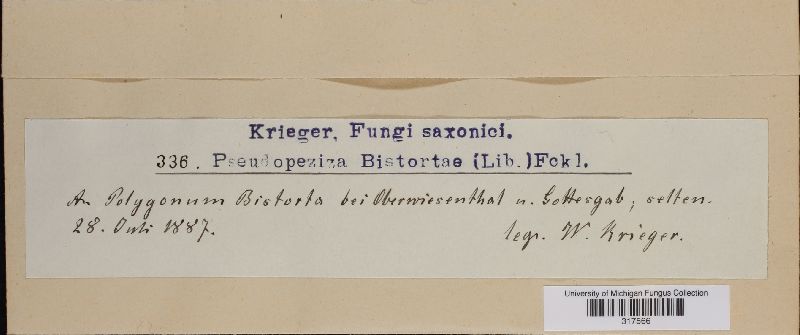 Krieger, Fungi saxonici.
336. Pseudopeziza Bistortae (Lib.) Fckl.
An Polygonum Bistorta bei Oberwiesenthal u. Gottesgab; selten.
28. Juli 1887.
leg. W. Krieger.
University of Michigan Fungus Collection
317566